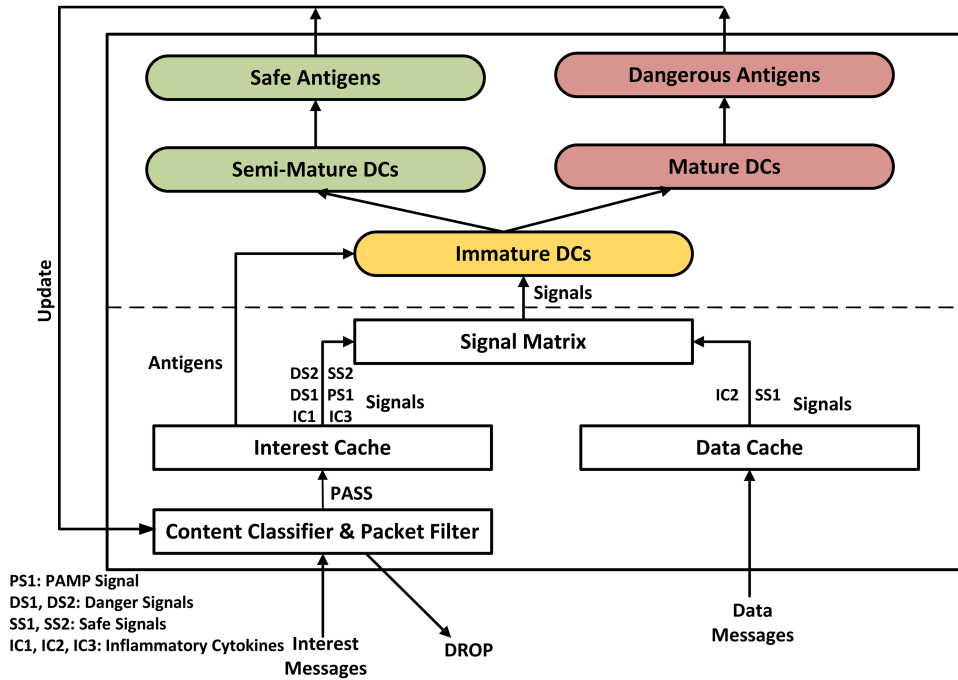 Safe Antigens
Dangerous Antigens
Semi-Mature DCs
Mature DCs
Immature DCs
Update
Signals
Signal Matrix
Antigens
DS2 SS2
DS1 PS1
IC1 IC3
Signals
IC2 SS1
Signals
Interest Cache
Data Cache
PASS
Content Classifier & Packet Filter
PS1: PAMP Signal
DS1, DS2: Danger Signals
SS1, SS2: Safe Signals
IC1, IC2, IC3: Inflammatory Cytokines
Interest
Messages
DROP
Data
Messages